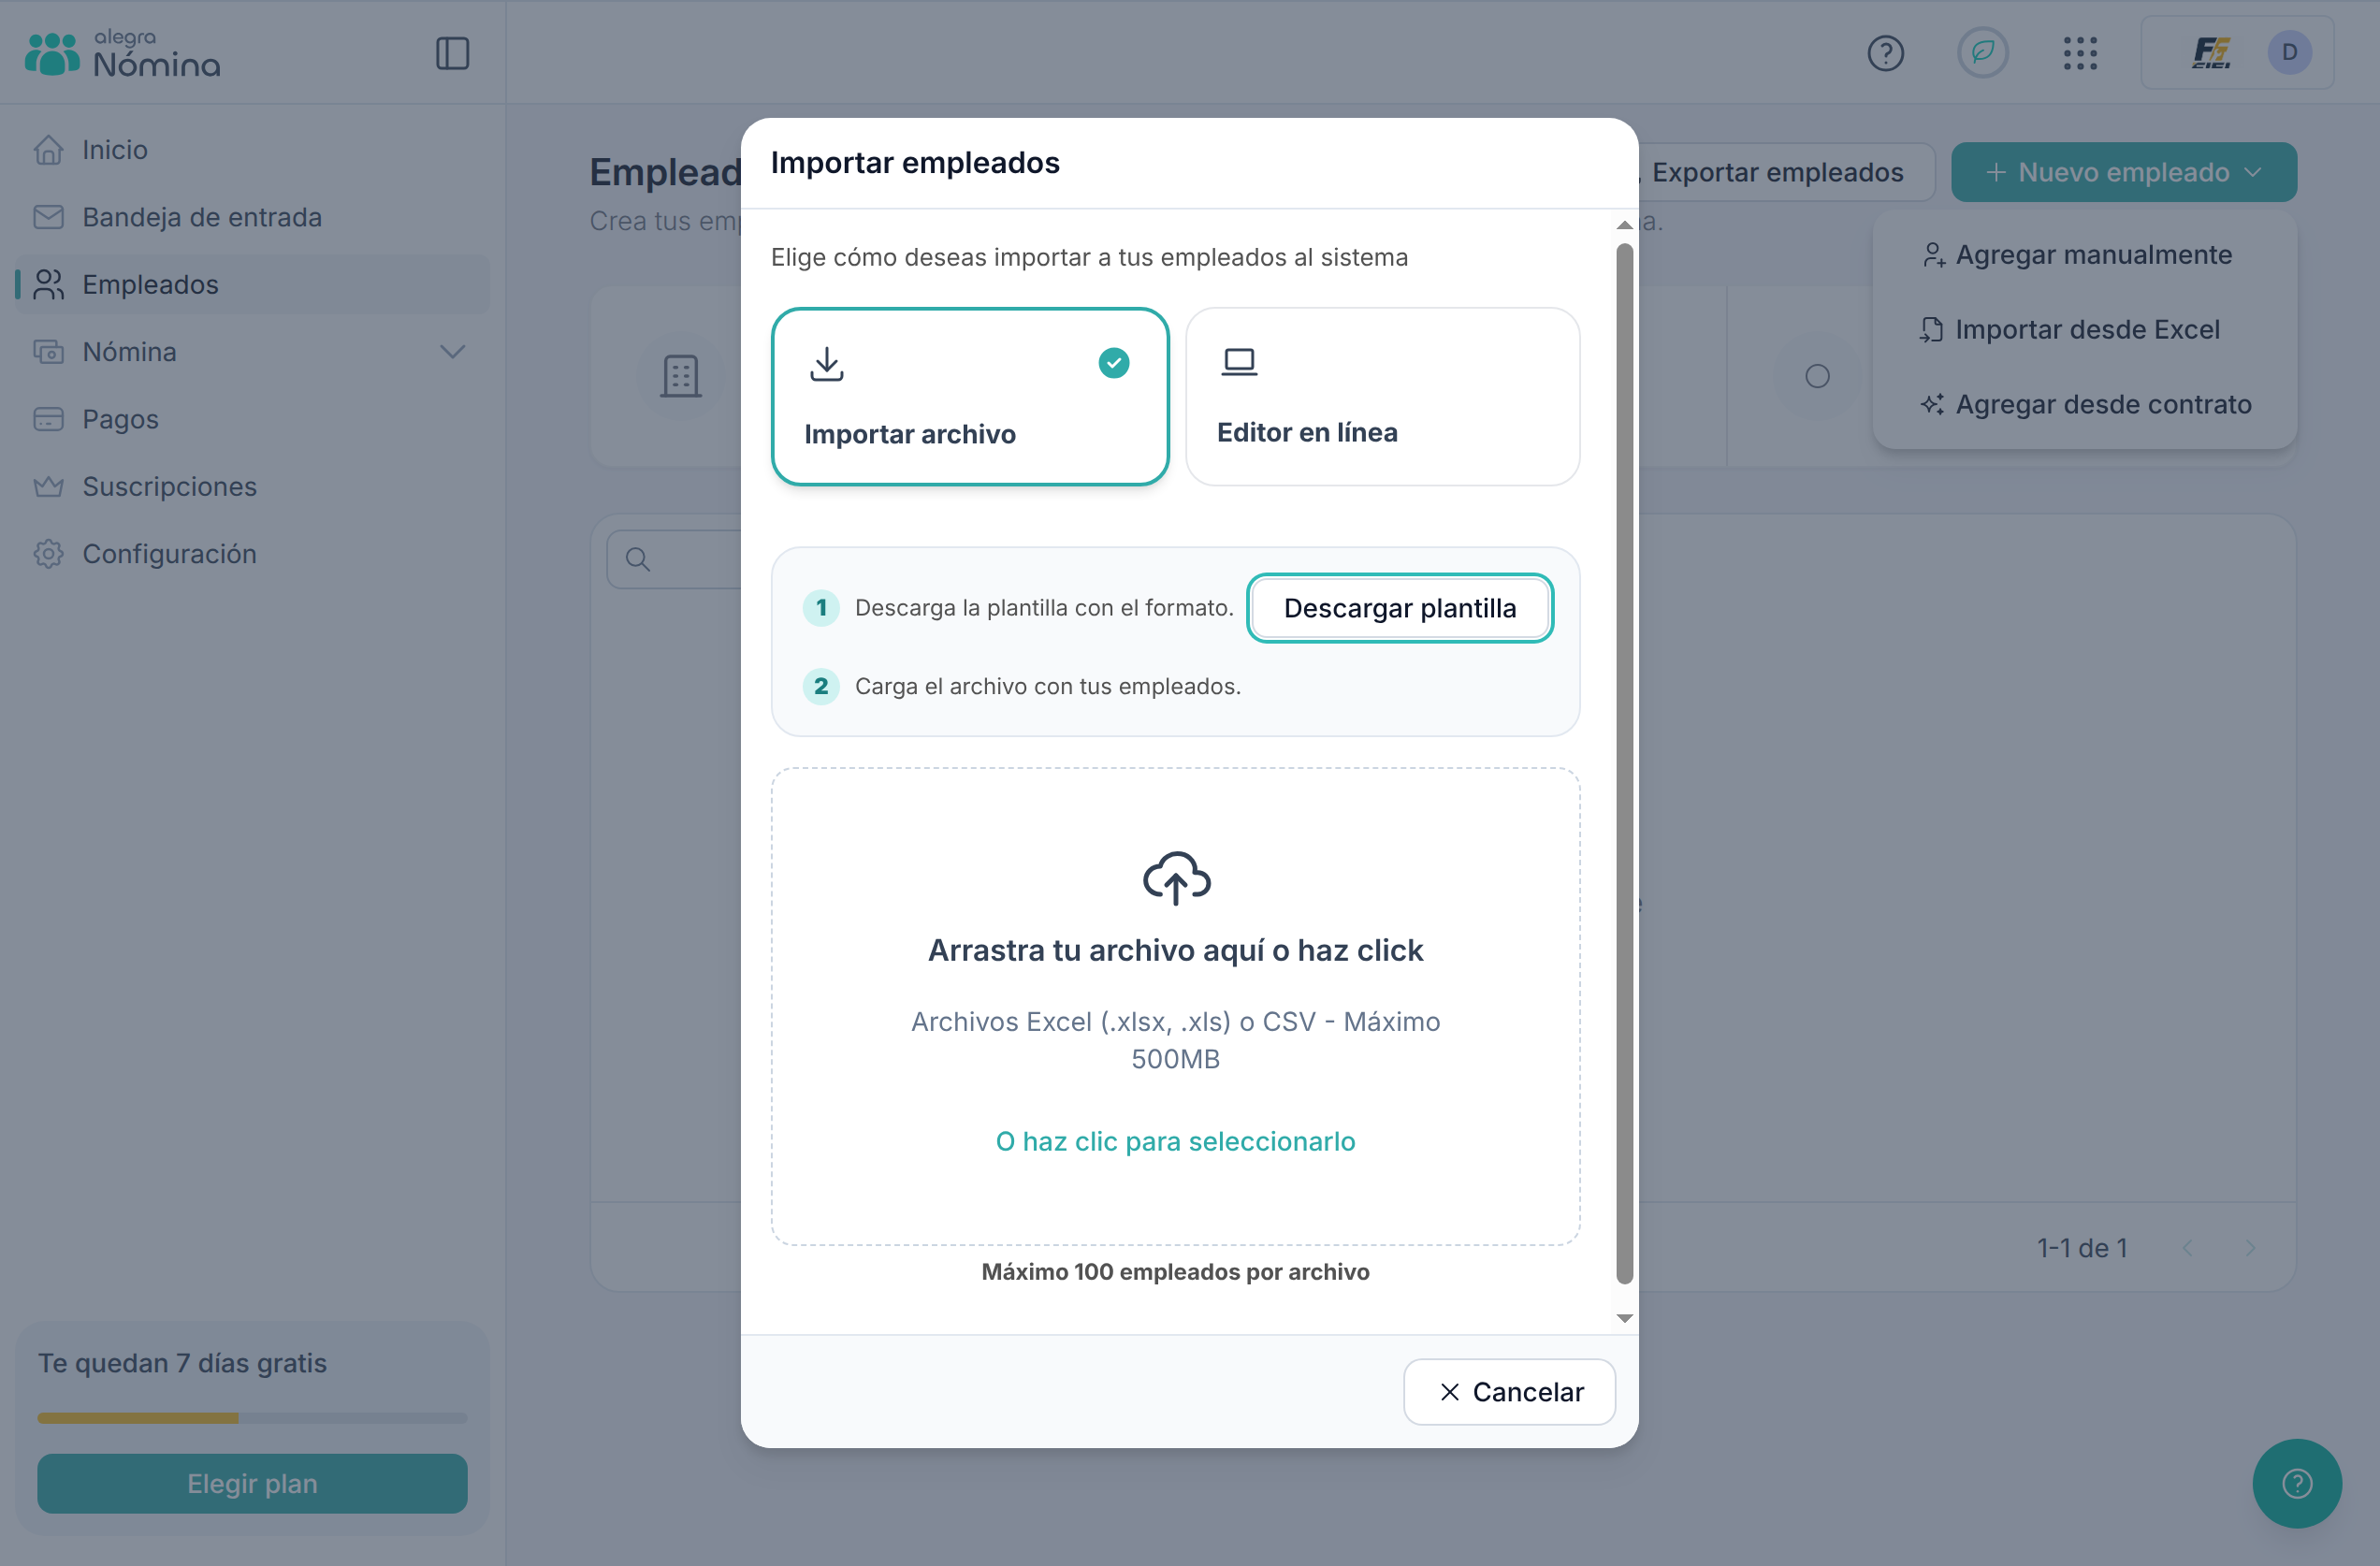 alegra
Nómina
D
Inicio
Bandeja de entrada
Empleados
Nómina
Pagos
Suscripciones
Configuración
Te quedan 7 días gratis
Elegir plan
Exportar empleados
Nuevo empleado
Crea tus
Agregar manualmente
Importar desde Excel
Agregar desde contrato
1-1 de 1
Importar empleados
Elige cómo deseas importar a tus empleados al sistema
Importar archivo
Editor en línea
1 Descarga la plantilla con el formato.
Descargar plantilla
2 Carga el archivo con tus empleados.
Arrastra tu archivo aquí o haz click
Archivos Excel (.xlsx, .xls) o CSV - Máximo
500MB
O haz clic para seleccionarlo
Máximo 100 empleados por archivo
Cancelar